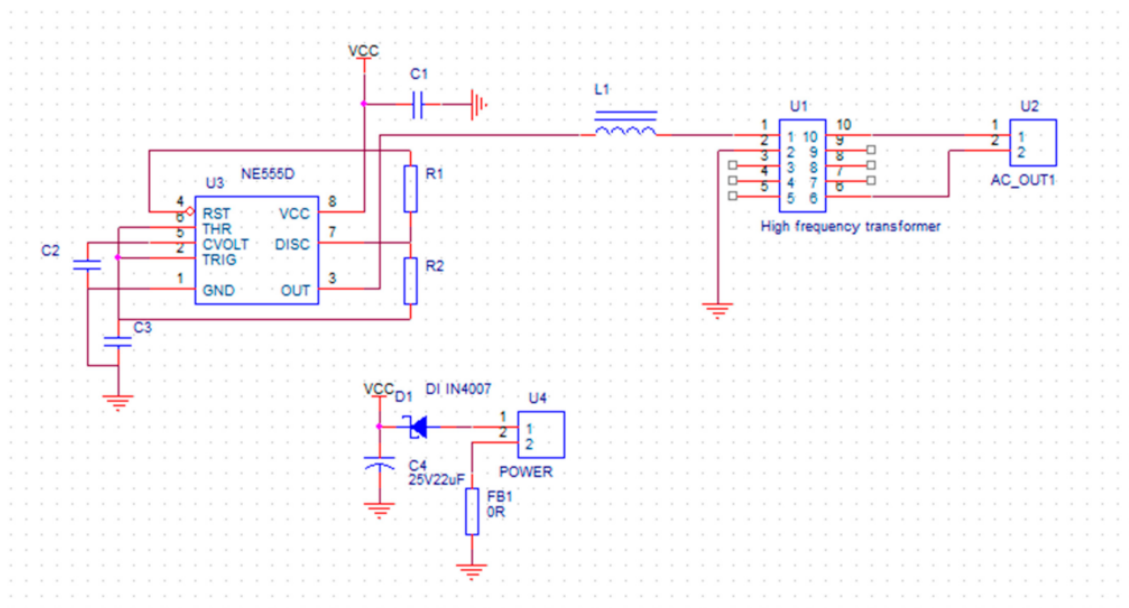 VCC
C1
L1
U1
U2
1
10
1
1 10
1
2
9
2
2 9
2
3
8
3 8
AC_OUT1
4
7
4 7
5
6
5 6
High frequency transformer
NE555D
U3
R1
4
RST
VCC
8
6
THR
5
CVOLT
DISC
7
2
TRIG
C2
R2
1
GND
OUT
3
C3
VCC
D1
DI IN4007
U4
1
1
2
2
C4
25V22uF
POWER
FB1
0R